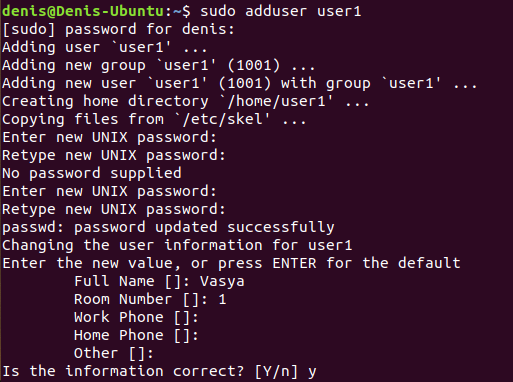 denis@Denis-Ubuntu:~$ sudo adduser user1
[sudo] password for denis:
Adding user `user1' ...
Adding new group `user1' (1001) ...
Adding new user `user1' (1001) with group `user1' ...
Creating home directory `/home/user1' ...
Copying files from `/etc/skel' ...
Enter new UNIX password:
Retype new UNIX password:
No password supplied
Enter new UNIX password:
Retype new UNIX password:
passwd: password updated successfully
Changing the user information for user1
Enter the new value, or press ENTER for the default
Full Name []: Vasya
Room Number []: 1
Work Phone []:
Home Phone []:
Other []:
Is the information correct? [Y/n] y